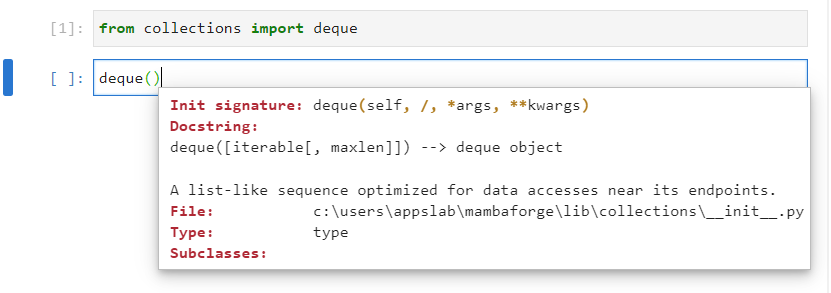 [1]: from collections import deque
[ ]: deque()
Init signature: deque(self, /, *args, **kwargs)
Docstring:
deque([iterable[, maxlen]]) --> deque object
A list-like sequence optimized for data accesses near its endpoints.
File: c:\users\appslab\mambaforge\lib\collections\__init__.py
Type: type
Subclasses: